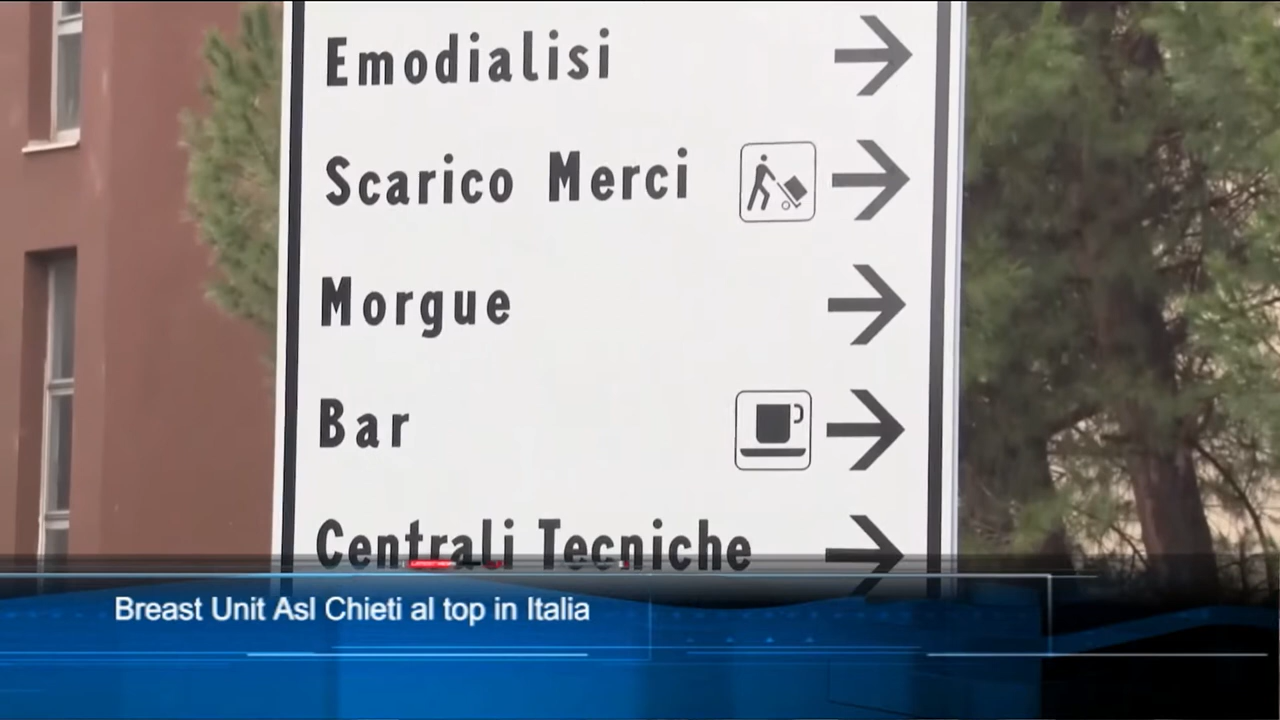 Emodialisi
Scarico Merci
Morgue
Bar
Centrali Tecniche
Breast Unit Asl Chieti al top in Italia